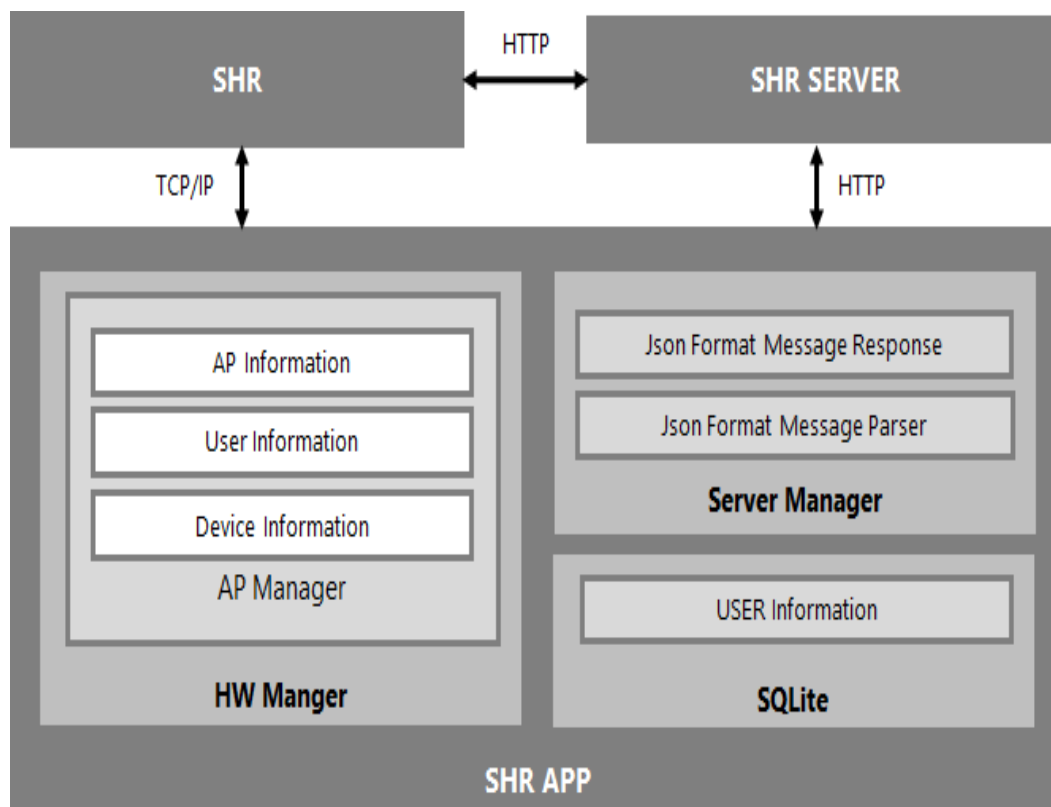 SHR
HTTP
SHR SERVER
TCP/IP
HTTP
AP Information
User Information
Device Information
AP Manager
HW Manger
Json Format Message Response
Json Format Message Parser
Server Manager
USER Information
SQLite
SHR APP